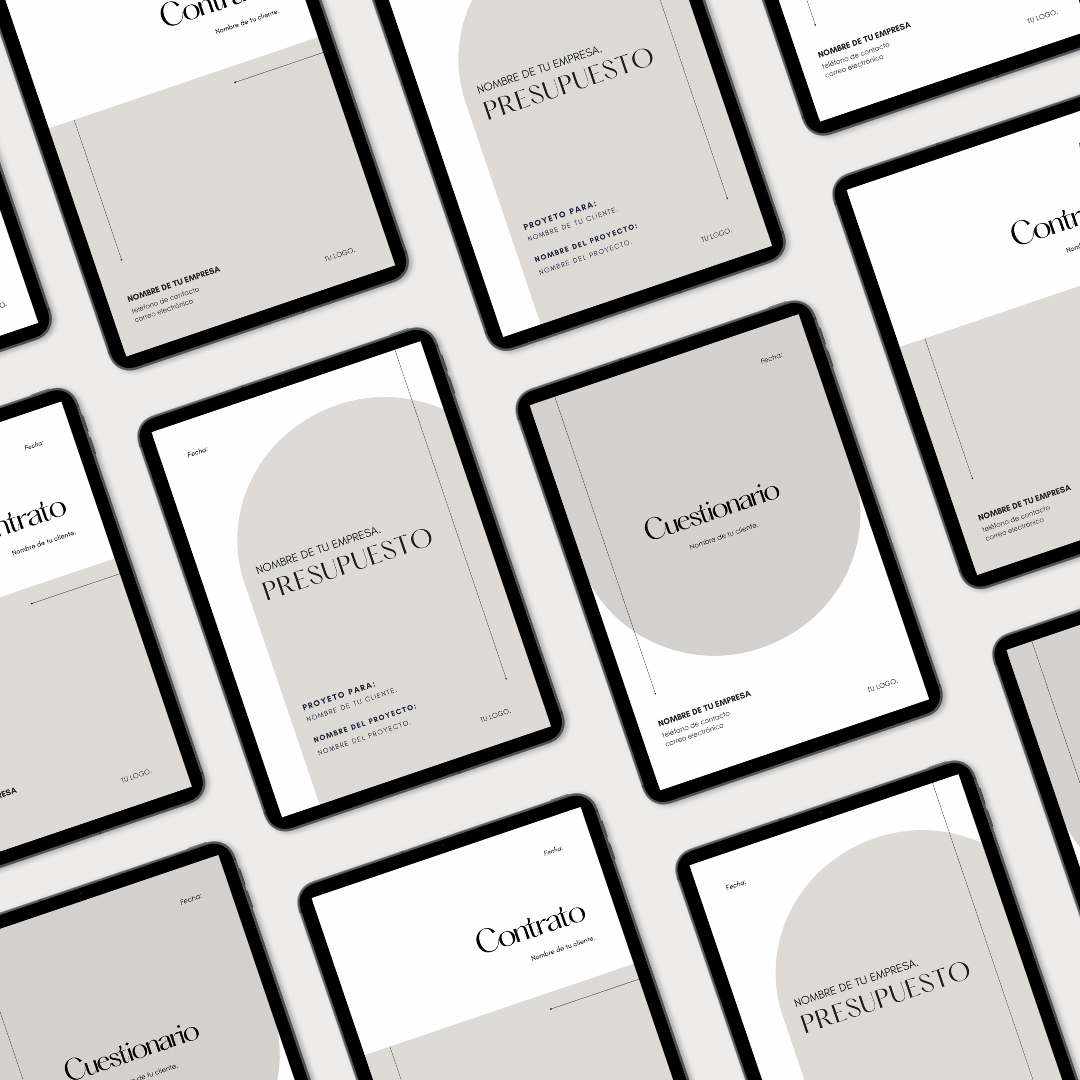 Nombre de tu cliente.
NOMBRE DE TU EMPRESA
teléfono de contacto
correo electrónico
TU LOGO.
NOMBRE DE TU EMPRESA.
PRESUPUESTO
PROYETO PARA:
NOMBRE DE TU CLIENTE.
NOMBRE DEL PROYECTO:
NOMBRE DEL PROYECTO.
TU LOGO.
NOMBRE DE TU EMPRESA
teléfono de contacto
correo electrónico
TU LOGO.
NOMBRE DE TU EMPRESA
teléfono de contacto
correo electrónico
Fecha:
Nombre de tu cliente.
TU LOGO.
Fecha:
NOMBRE DE TU EMPRESA.
PRESUPUESTO
PROYETO PARA:
NOMBRE DE TU CLIENTE.
NOMBRE DEL PROYECTO:
NOMBRE DEL PROYECTO.
TU LOGO.
Fecha:
Cuestionario
Nombre de tu cliente.
NOMBRE DE TU EMPRESA
teléfono de contacto
correo electrónico
TU LOGO.
Fecha:
Cuestionario
de tu cliente.
Fecha:
Contrato
Nombre de tu cliente.
Fecha:
NOMBRE DE TU EMPRESA.
PRESUPUESTO